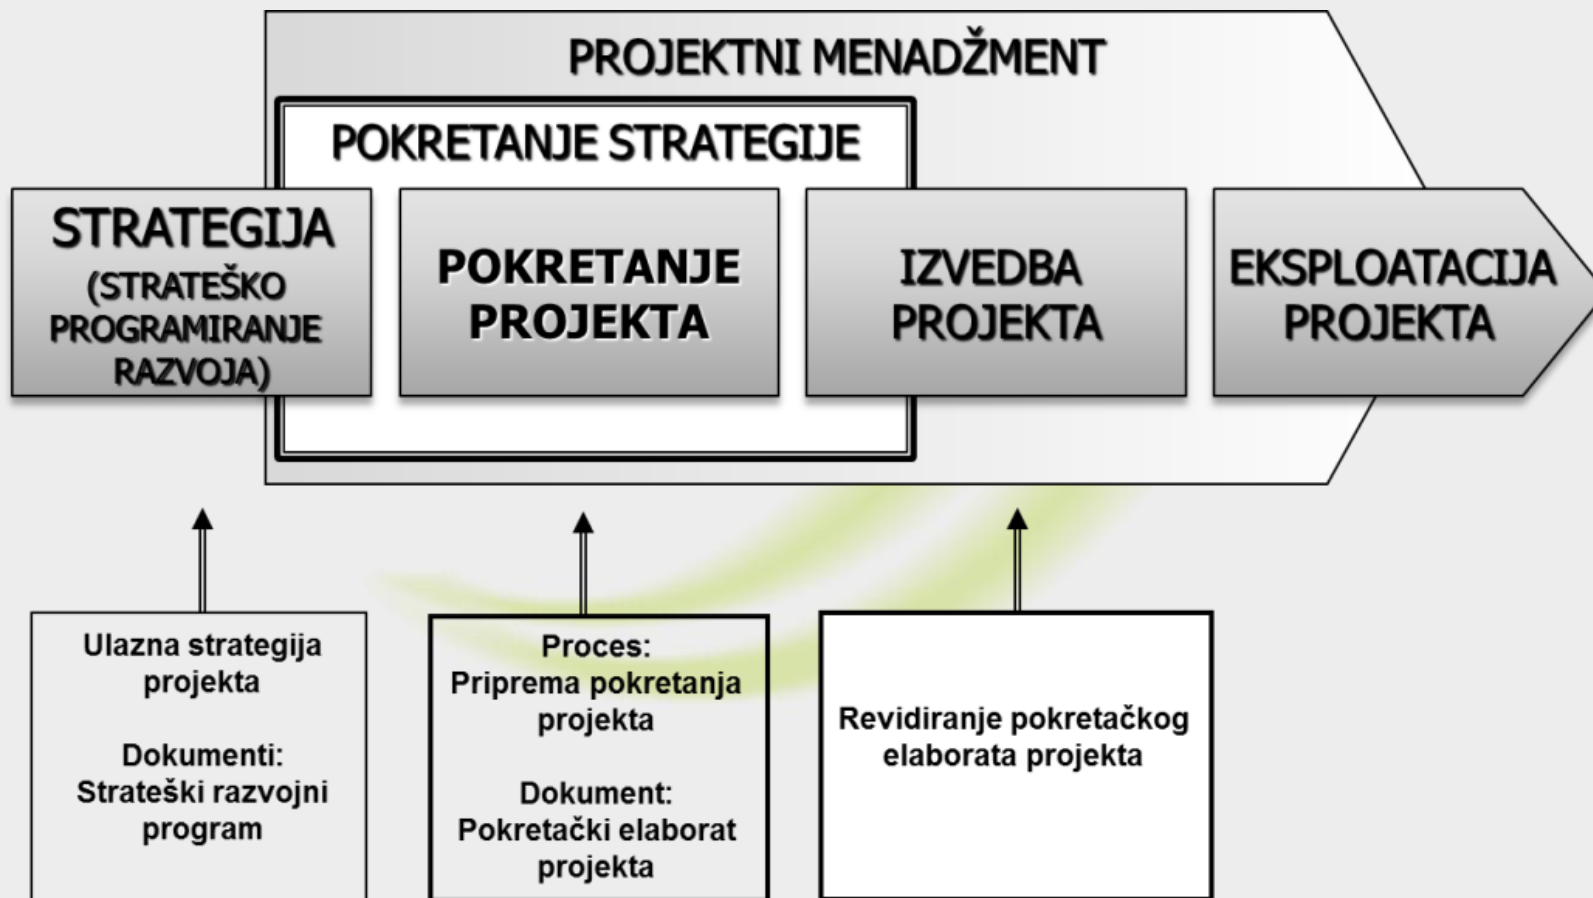 PROJEKTNI MENADŽMENT
POKRETANJE STRATEGIJE
STRATEGIJA
(STRATEŠKO
PROGRAMIRANJE
RAZVOJA)
POKRETANJE
PROJEKTA
IZVEDBA
PROJEKTA
EKSPLOATACIJA
PROJEKTA
Ulazna strategija
projekta
Dokumenti:
Strateški razvojni
program
Proces:
Priprema pokretanja
projekta
Dokument:
Pokretački elaborat
projekta
Revidiranje pokretačkog
elaborata projekta